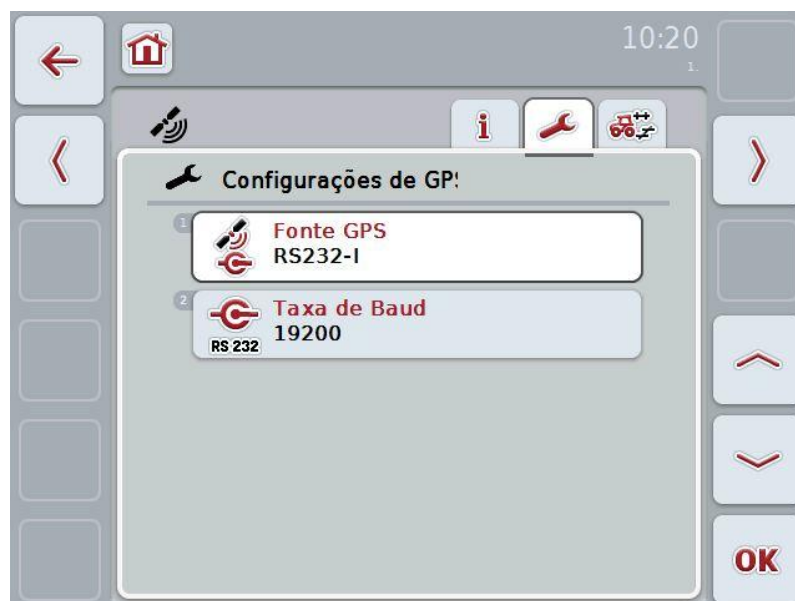 10:20
1.
i
Configurações de GPS
1
Fonte GPS
RS232-I
2
Taxa de Baud
19200
RS 232
OK